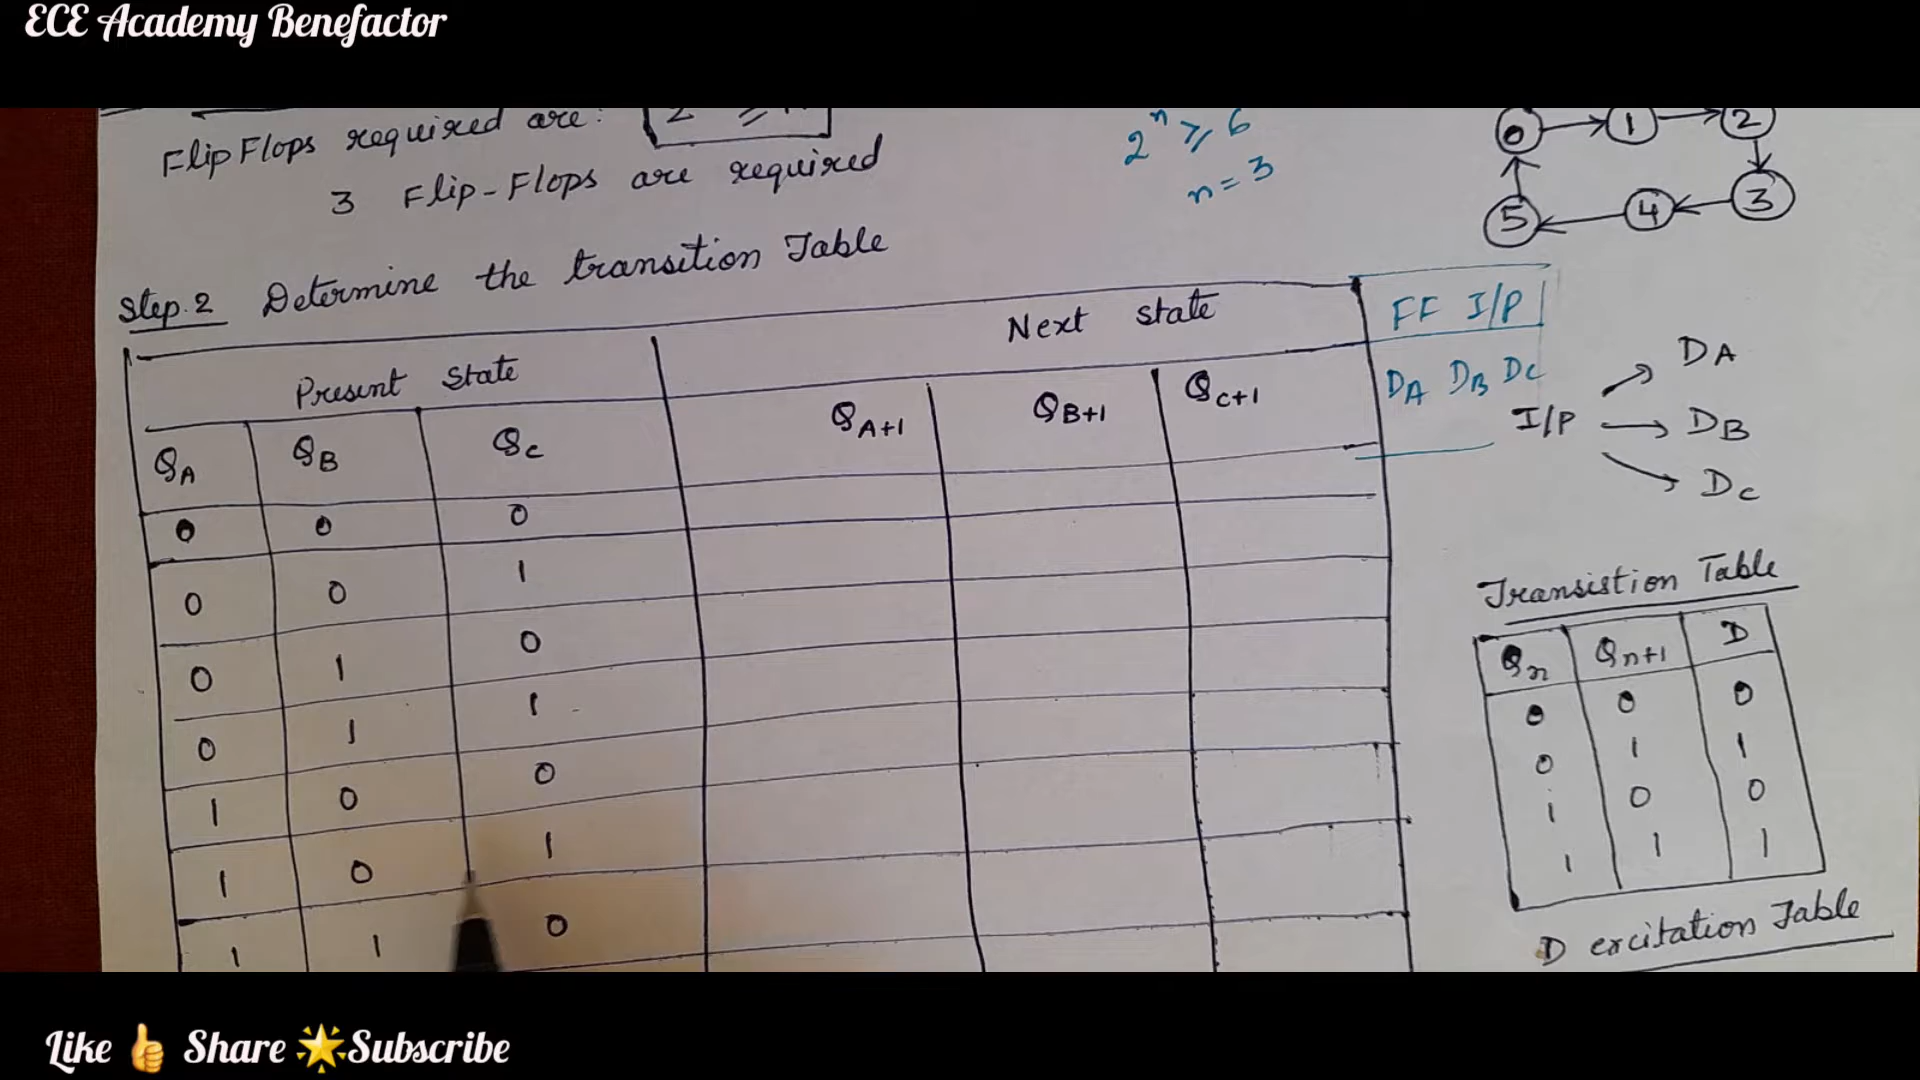 ECE Academy Benefactor
FlipFlops required are:
3 Flip-Flops are required
2ⁿ ≥ 6
n = 3
0 1 2
5 4 3
Step.2 Determine the transition Table
Present State
Next state
FF I/P
QA QB QC QA+1 QB+1 QC+1 DA DB DC
0 0 0
0 0 1
0 1 0
0 1 1
1 0 0
1 0 1
1 1 0
I/P
DA
DB
DC
Transistion Table
Qn Qn+1 D
0 0 0
0 1 1
1 0 0
1 1 1
D excitation Table
Like 👍 Share 🌟Subscribe